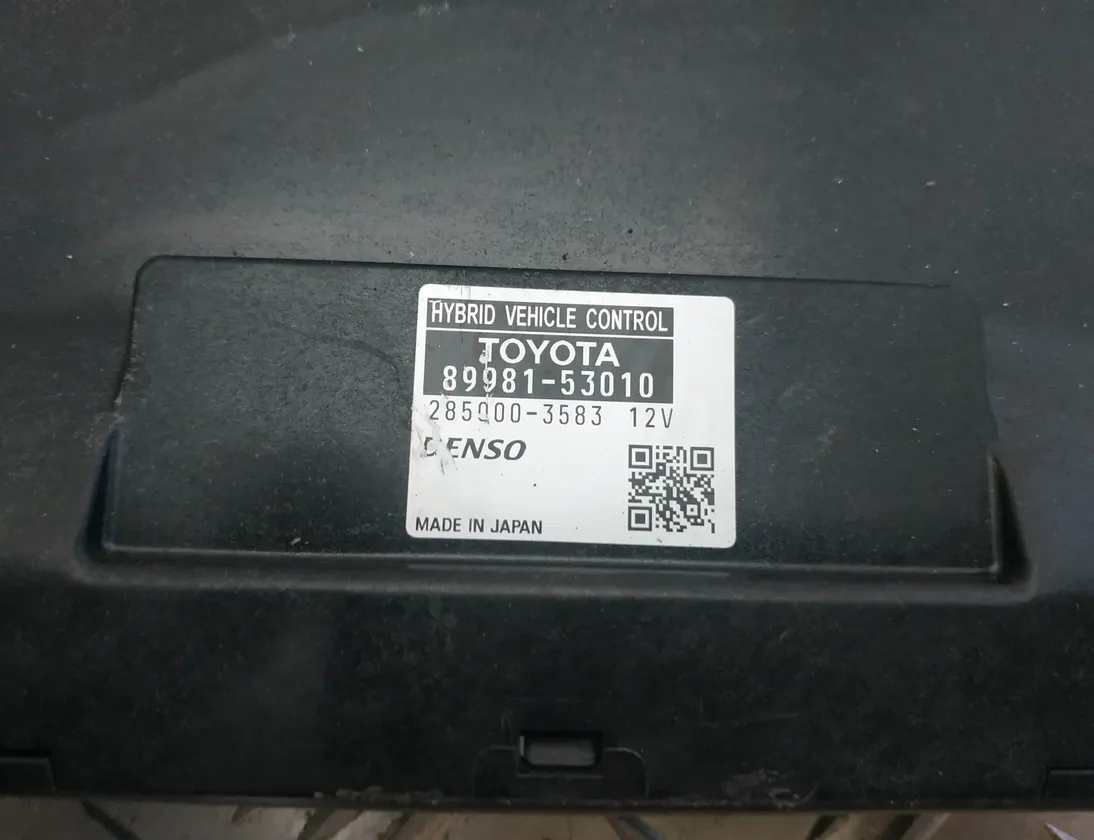 HYBRID VEHICLE CONTROL
TOYOTA
89981-53010
285000-3583 12V
DENSO
MADE IN JAPAN